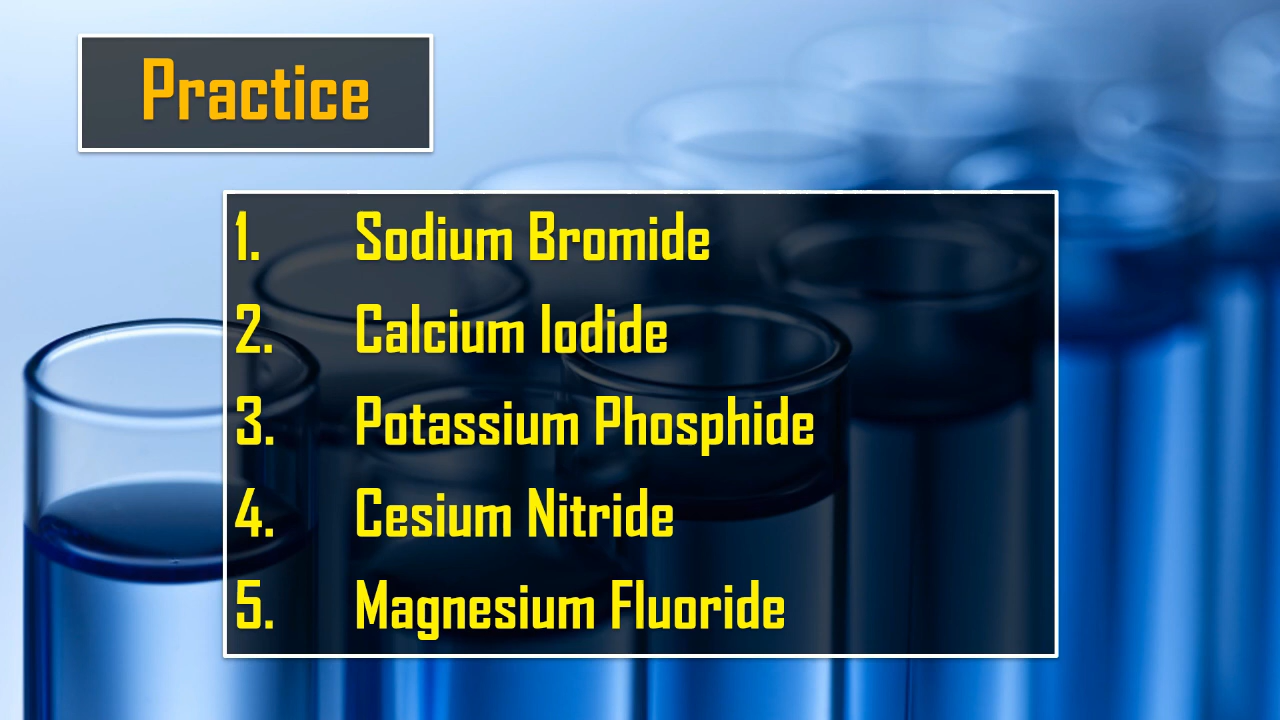 Practice
1. Sodium Bromide
2. Calcium Iodide
3. Potassium Phosphide
4. Cesium Nitride
5. Magnesium Fluoride